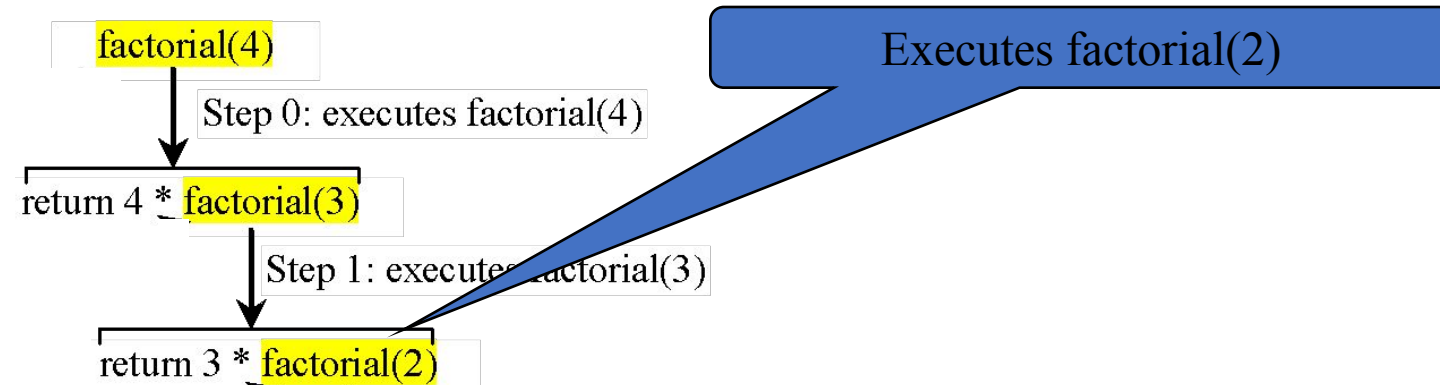 factorial(4)
Executes factorial(2)
Step 0: executes factorial(4)
return 4 * factorial(3)
Step 1: executes factorial(3)
return 3 * factorial(2)